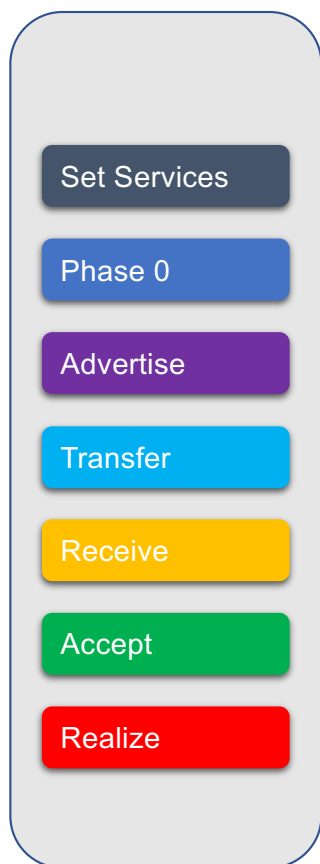 Set Services
Phase 0
Advertise
Transfer
Receive
Accept
Realize